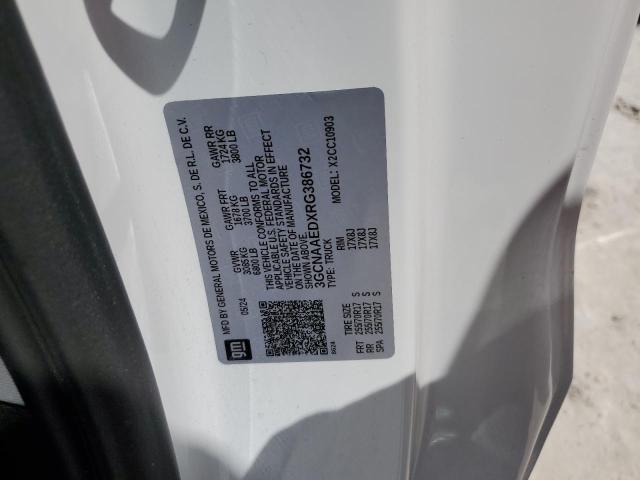 MFD BY GENERAL MOTORS DE MEXICO, S. DE R.L. DE C.V.
05/24 GVWR GAWR FRT GAWR RR
3085 KG 1678 KG 1724 KG
6800 LB 3700 LB 3800 LB
gm
THIS VEHICLE CONFORMS TO ALL
APPLICABLE U.S. FEDERAL MOTOR
VEHICLE SAFETY STANDARDS IN EFFECT
ON THE DATE OF MANUFACTURE
SHOWN ABOVE.
3GCNAAEDXRG386732
TYPE: TRUCK MODEL: X2CC10903
8624
TIRE SIZE RIM
FRT 255/70R17 S 17X8J
RR 255/70R17 S 17X8J
SPA 255/70R17 S 17X8J